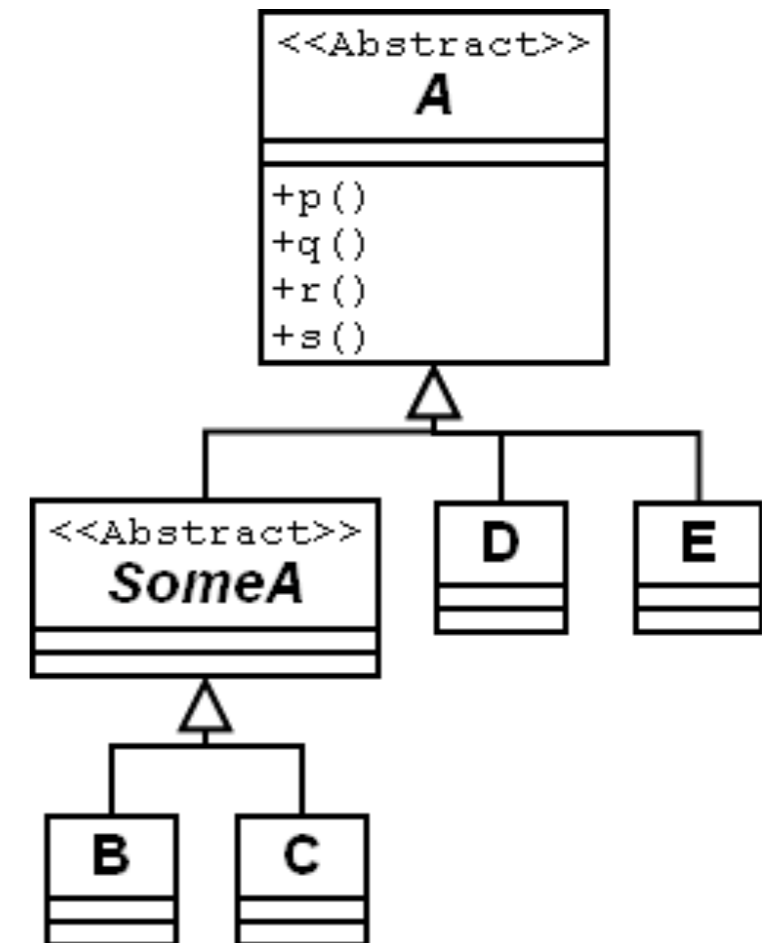 <<Abstract>>
A
+p()
+q()
+r()
+s()
<<Abstract>>
SomeA
D
E
B
C